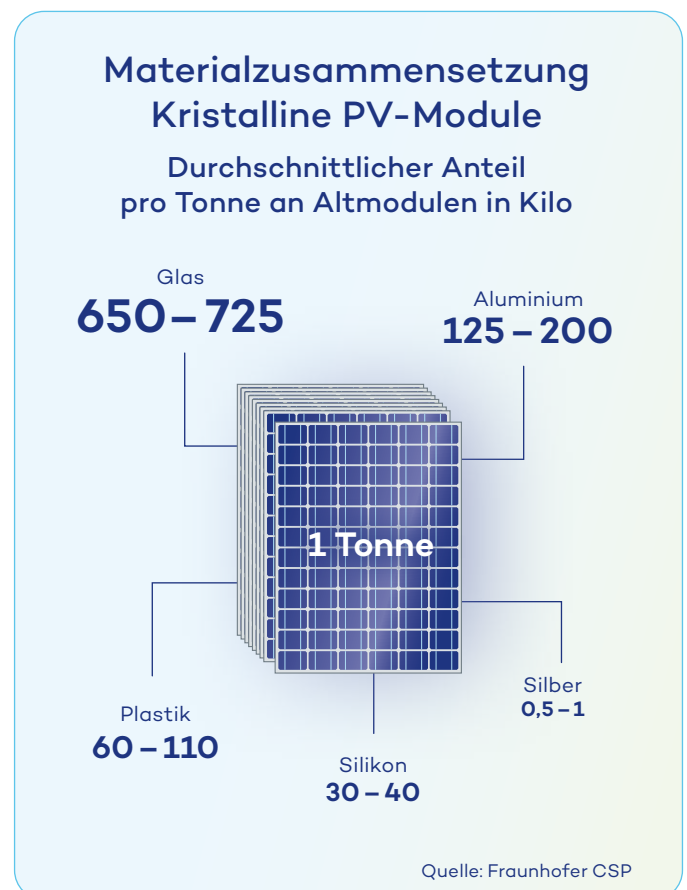 Materialzusammensetzung
Kristalline PV-Module
Durchschnittlicher Anteil
pro Tonne an Altmodulen in Kilo
Glas
650 – 725
Aluminium
125 – 200
1 Tonne
Plastik
60 – 110
Silikon
30 – 40
Silber
0,5 – 1
Quelle: Fraunhofer CSP